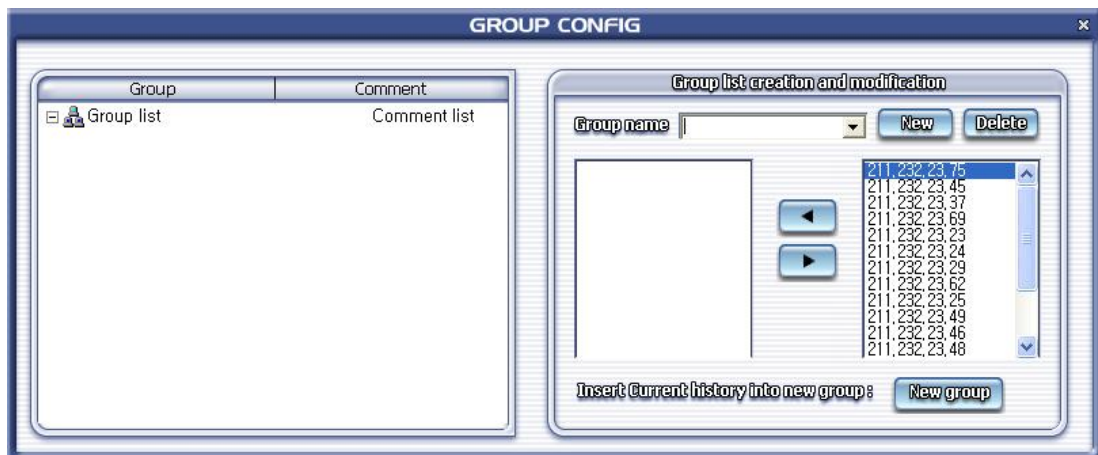 GROUP CONFIG
Group Comment
Group list Comment list
Group list creation and modification
Group name New Delete
211,232,23,75
211,232,23,45
211,232,23,37
211,232,23,69
211,232,23,23
211,232,23,24
211,232,23,29
211,232,23,62
211,232,23,25
211,232,23,49
211,232,23,46
211,232,23,48
Insert Current history into new group : New group